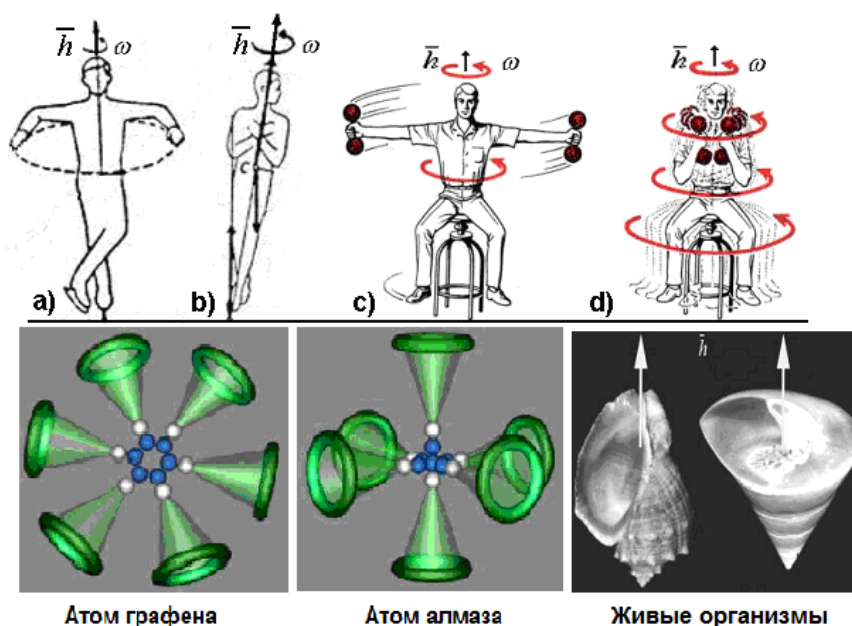 h̅ ω
h̅ ω
h̅ ω
h̅ ω
C
a) b) c) d)
h̅
Атом графена Атом алмаза Живые организмы